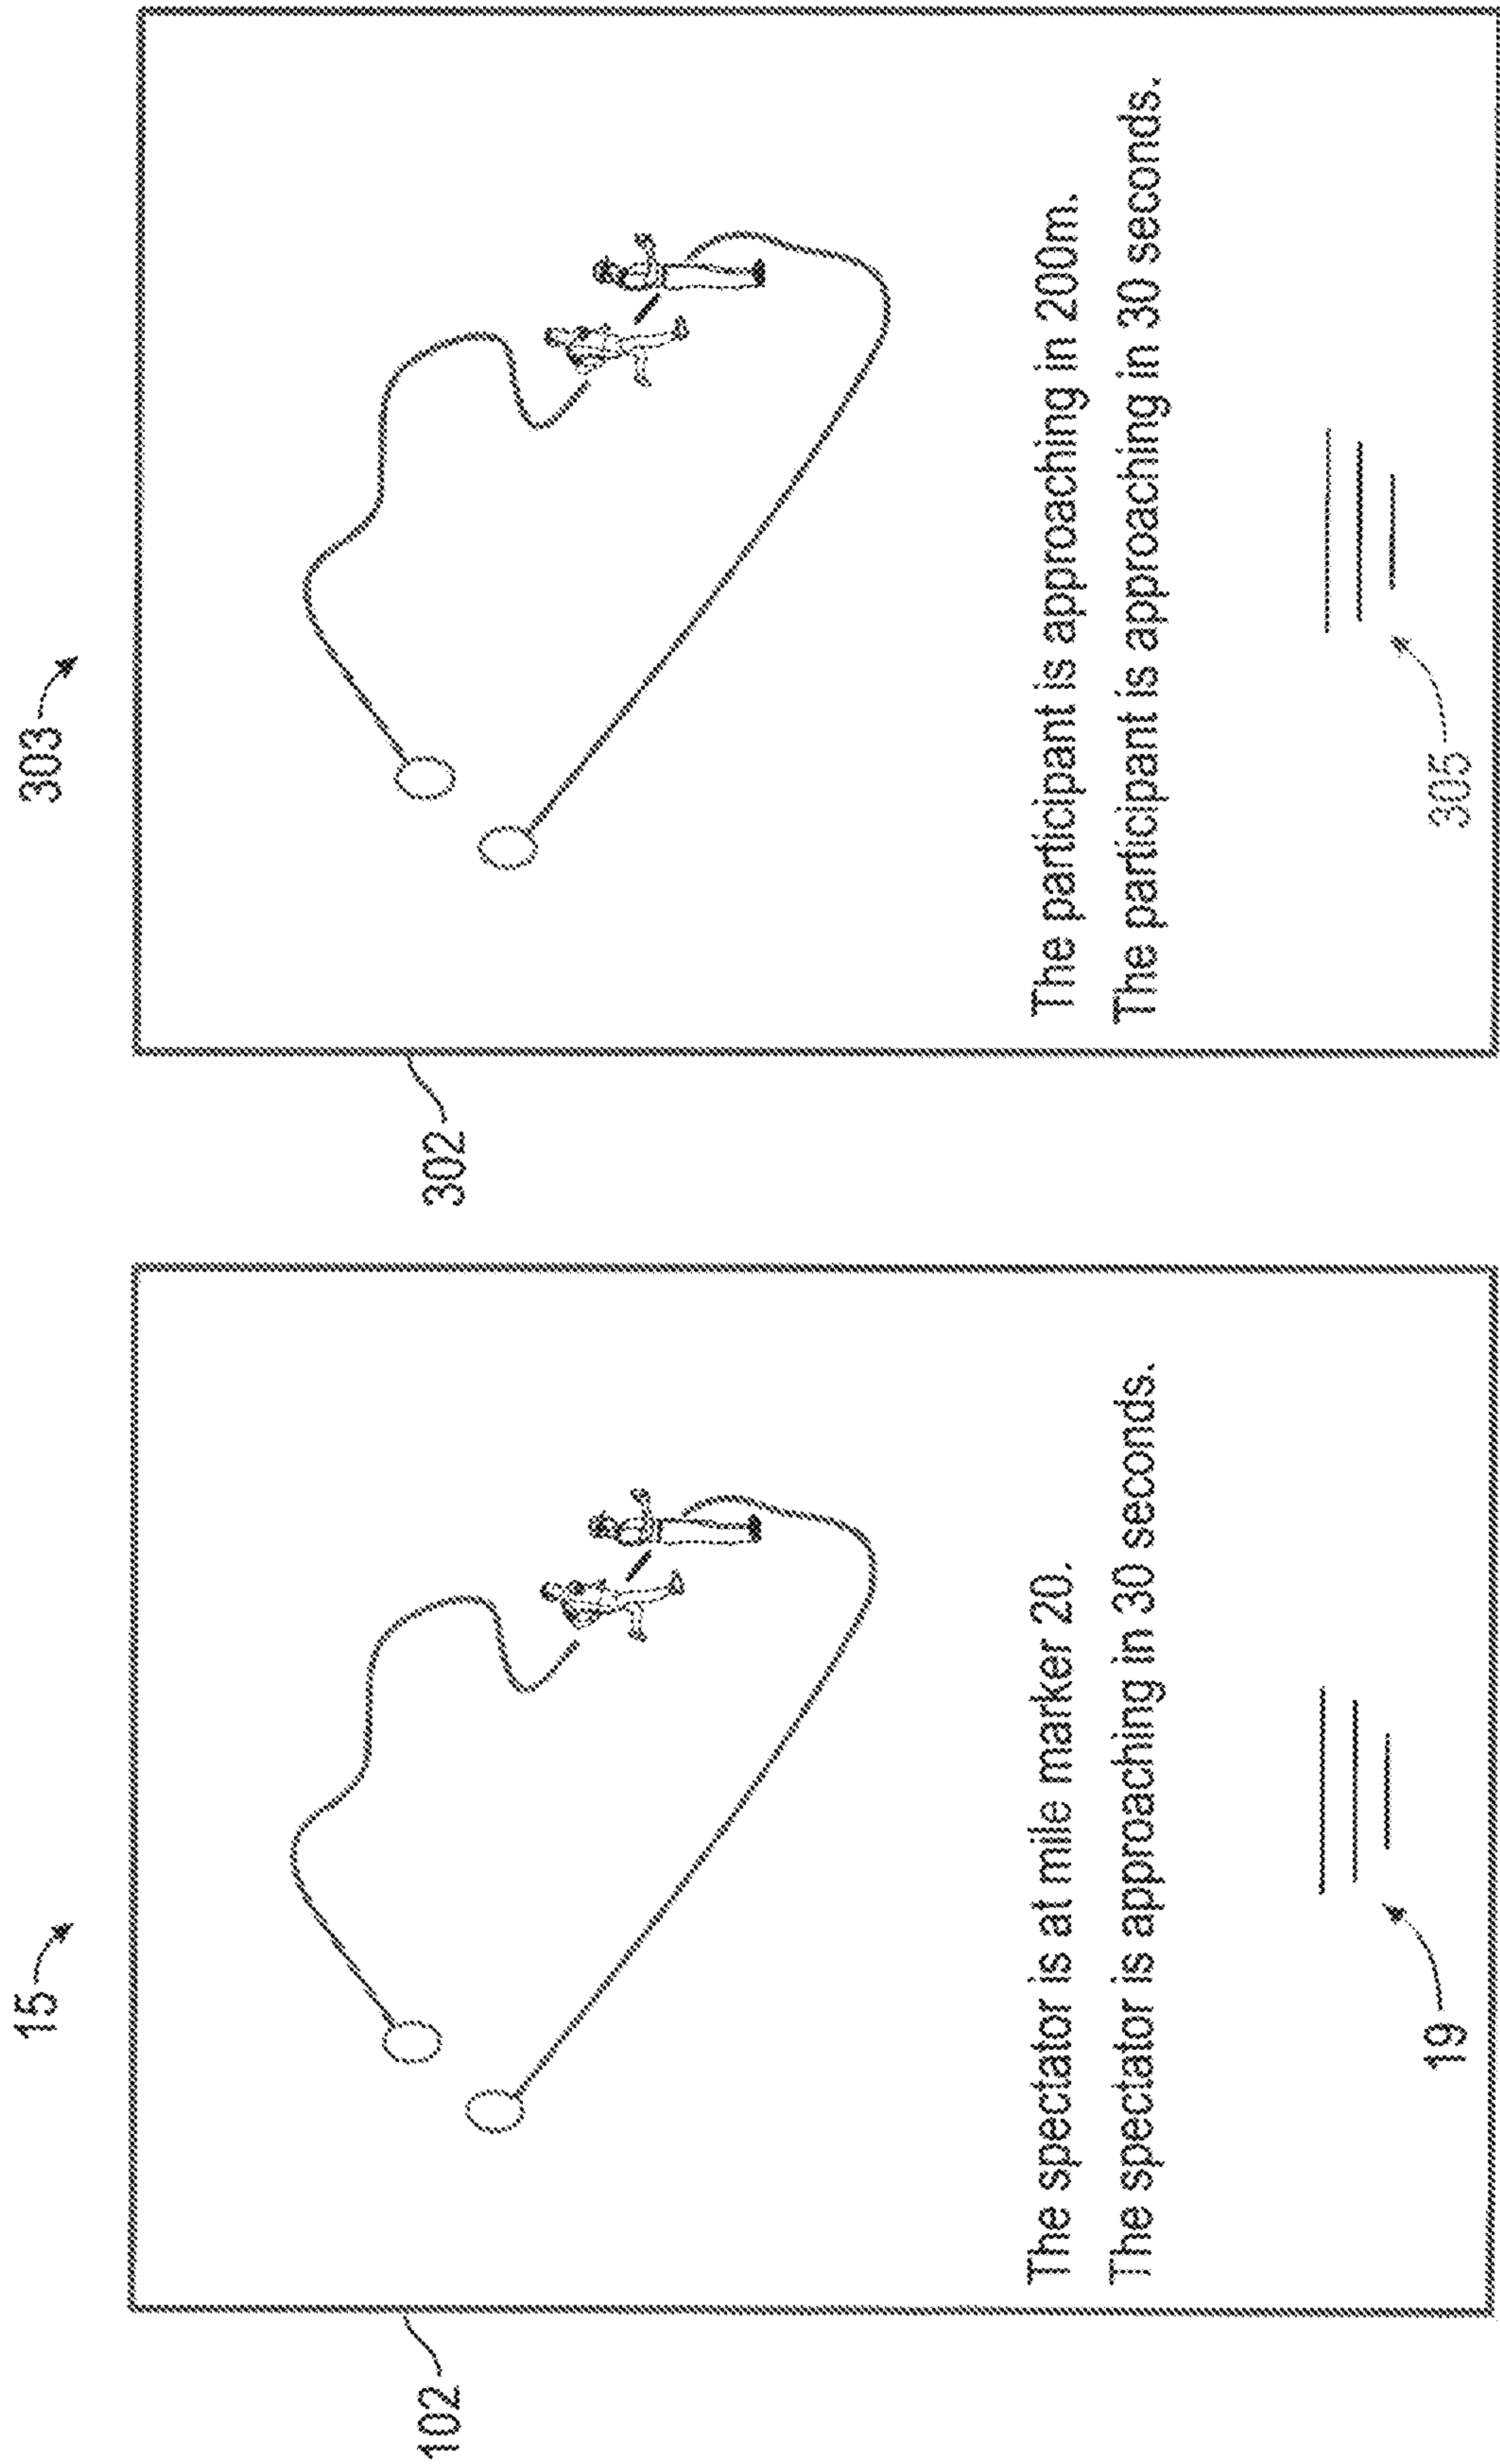 15
102
The spectator is at mile marker 20.
The spectator is approaching in 30 seconds.
19
303
302
The participant is approaching in 200m.
The participant is approaching in 30 seconds.
305